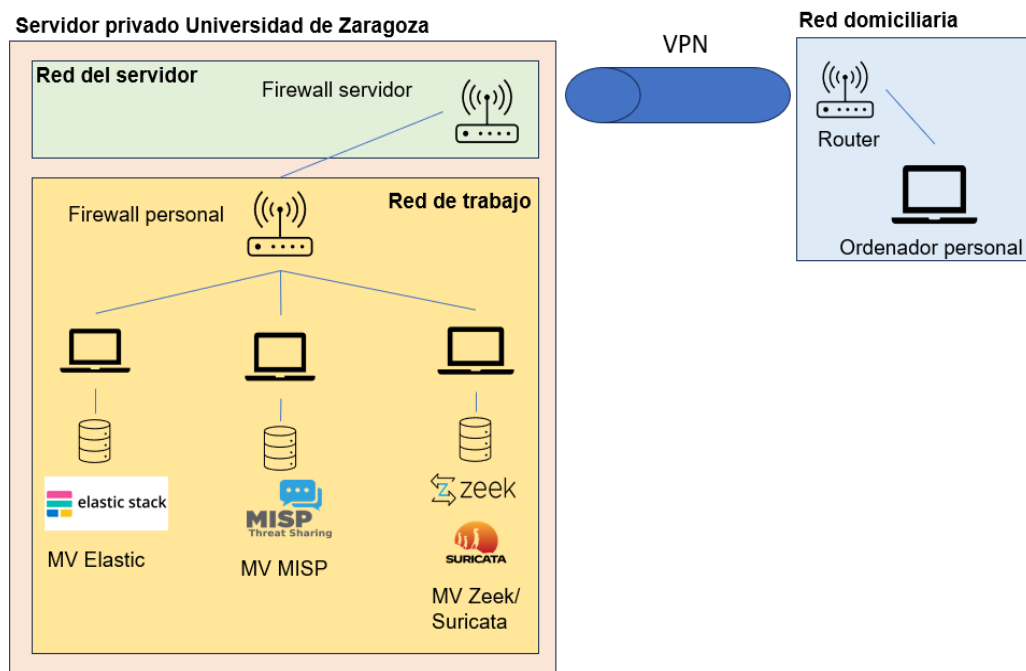 Servidor privado Universidad de Zaragoza
Red del servidor
Firewall servidor
VPN
Red domiciliaria
Router
Ordenador personal
Red de trabajo
Firewall personal
elastic stack
MV Elastic
MISP
Threat Sharing
MV MISP
zeek
SURICATA
MV Zeek/
Suricata